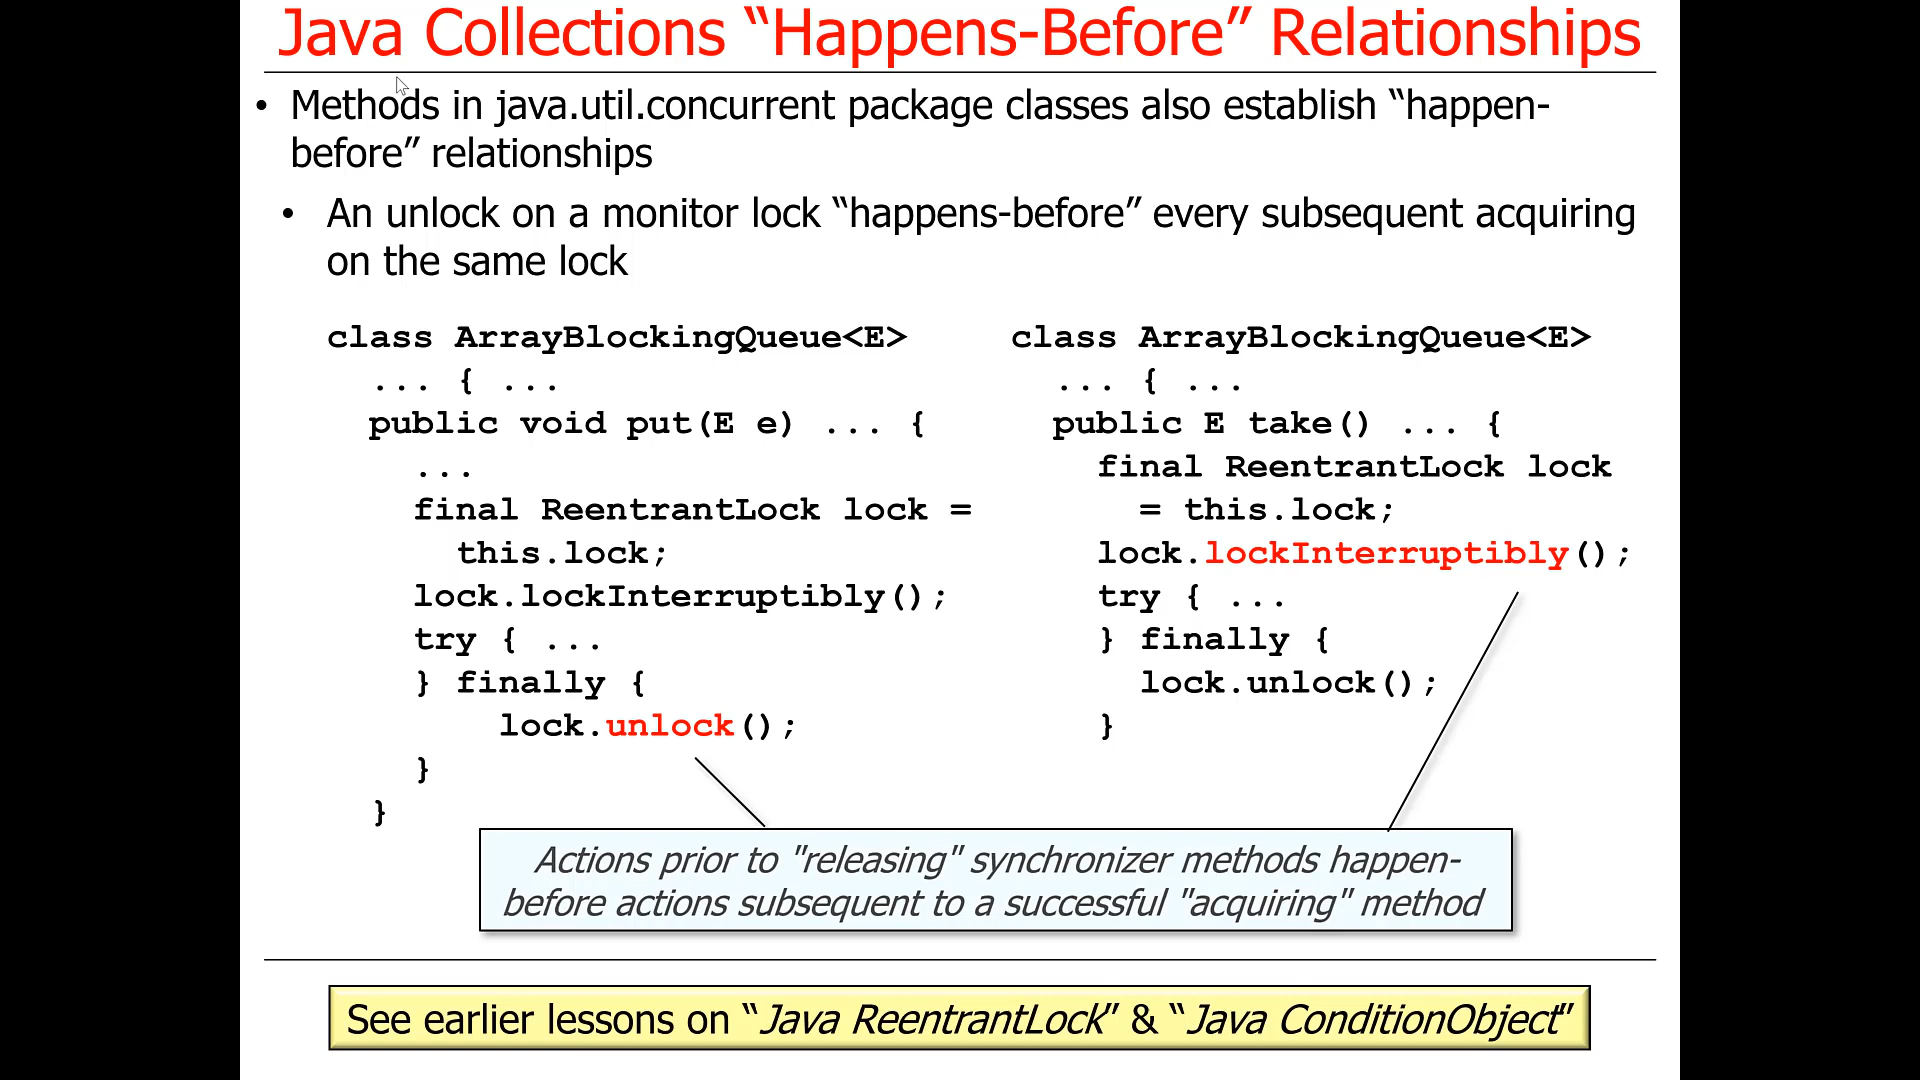 Java Collections “Happens-Before” Relationships
• Methods in java.util.concurrent package classes also establish “happen-
before” relationships
• An unlock on a monitor lock “happens-before” every subsequent acquiring
on the same lock
class ArrayBlockingQueue<E>
... { ...
public void put(E e) ... {
...
final ReentrantLock lock =
this.lock;
lock.lockInterruptibly();
try { ...
} finally {
lock.unlock();
}
}
class ArrayBlockingQueue<E>
... { ...
public E take() ... {
final ReentrantLock lock
= this.lock;
lock.lockInterruptibly();
try { ...
} finally {
lock.unlock();
}
Actions prior to "releasing" synchronizer methods happen-
before actions subsequent to a successful "acquiring" method
See earlier lessons on “Java ReentrantLock” & “Java ConditionObject”